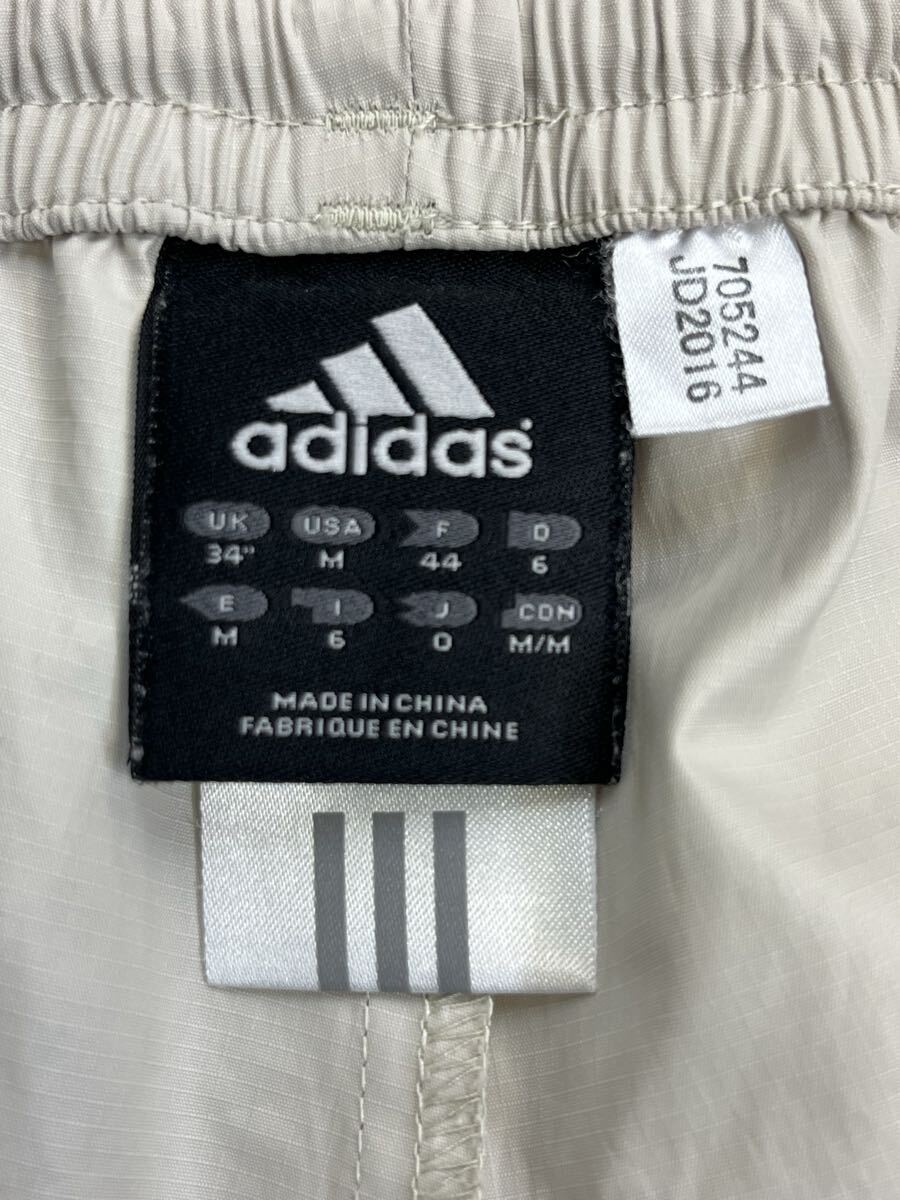 adidas
UK USA F D
34" M 44 6
E I J CDN
M 6 O M/M
MADE IN CHINA
FABRIQUE EN CHINE
705244
JD2016